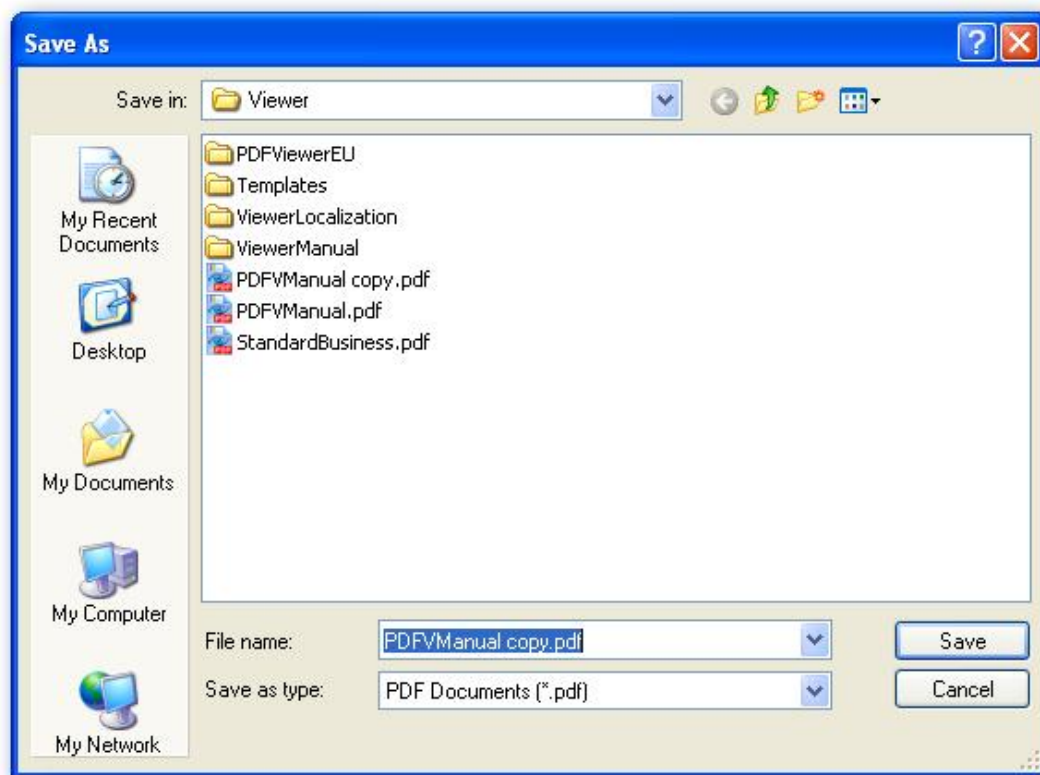 Save As
Save in:
Viewer
My Recent
Documents
Desktop
My Documents
My Computer
My Network
PDFViewerEU
Templates
ViewerLocalization
ViewerManual
PDFVManual copy.pdf
PDFVManual.pdf
StandardBusiness.pdf
File name:
PDFVManual copy.pdf
Save
Save as type:
PDF Documents (*.pdf)
Cancel